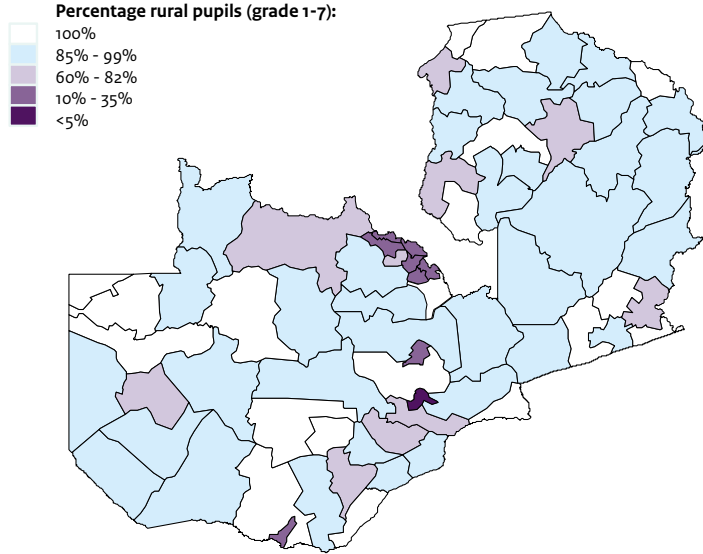 Percentage rural pupils (grade 1-7):
100%
85% - 99%
60% - 82%
10% - 35%
<5%